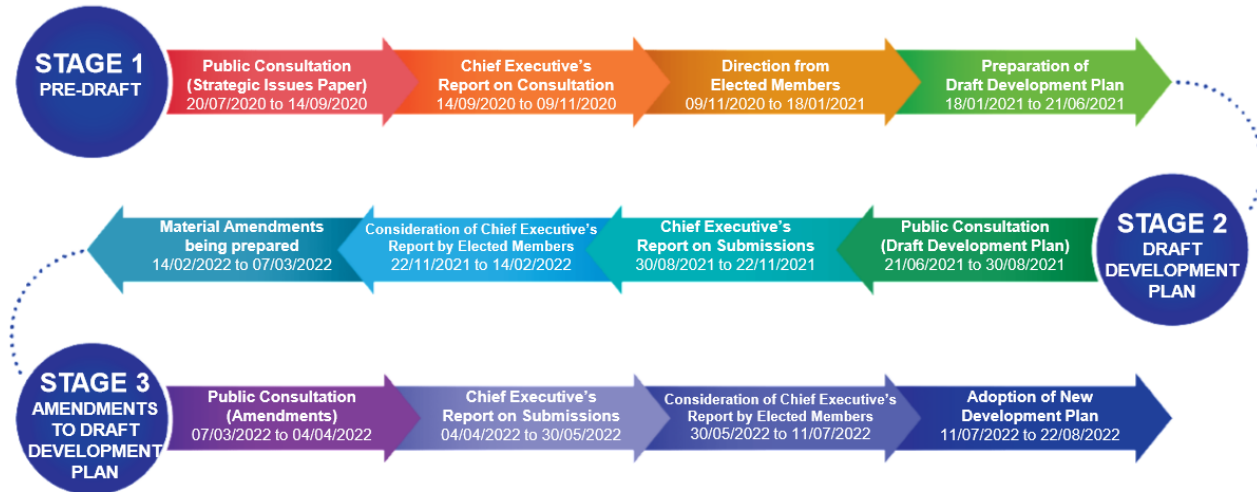 STAGE 1
PRE-DRAFT
Public Consultation
(Strategic Issues Paper)
20/07/2020 to 14/09/2020
Chief Executive's
Report on Consultation
14/09/2020 to 09/11/2020
Direction from
Elected Members
09/11/2020 to 18/01/2021
Preparation of
Draft Development Plan
18/01/2021 to 21/06/2021
STAGE 2
DRAFT
DEVELOPMENT
PLAN
Public Consultation
(Draft Development Plan)
21/06/2021 to 30/08/2021
Chief Executive's
Report on Submissions
30/08/2021 to 22/11/2021
Consideration of Chief Executive's
Report by Elected Members
22/11/2021 to 14/02/2022
Material Amendments
being prepared
14/02/2022 to 07/03/2022
STAGE 3
AMENDMENTS
TO DRAFT
DEVELOPMENT
PLAN
Public Consultation
(Amendments)
07/03/2022 to 04/04/2022
Chief Executive's
Report on Submissions
04/04/2022 to 30/05/2022
Consideration of Chief Executive's
Report by Elected Members
30/05/2022 to 11/07/2022
Adoption of New
Development Plan
11/07/2022 to 22/08/2022